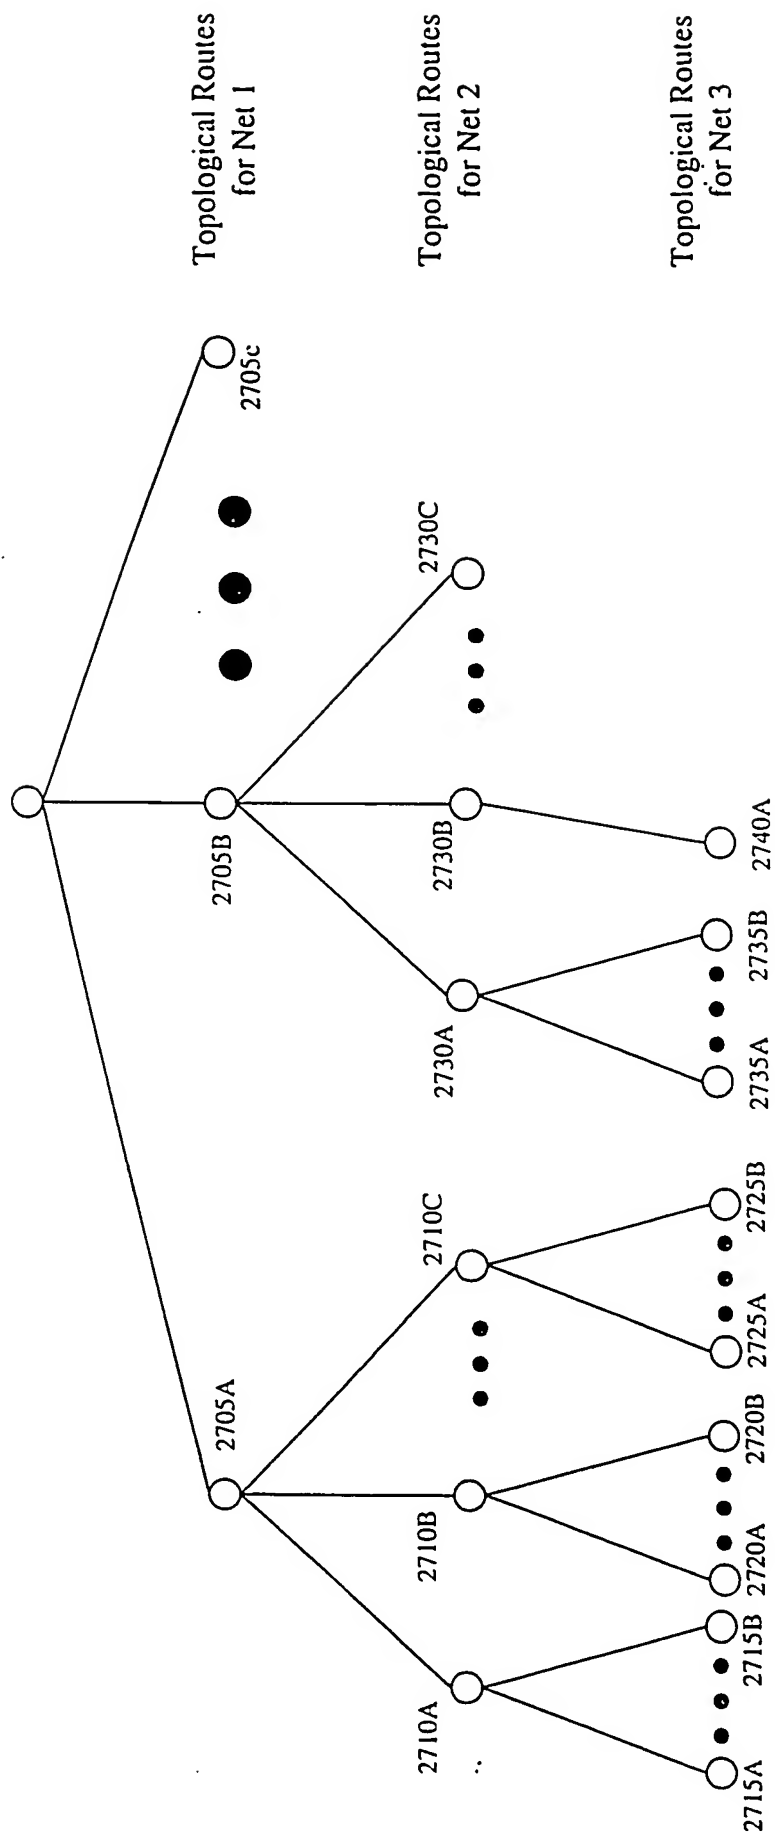 Topological Routes
for Net 1
2705A
2705B
2705c
Topological Routes
for Net 2
2710A
2710B
2710C
2730A
2730B
2730C
Topological Routes
for Net 3
2715A
2715B
2720A
2720B
2725A
2725B
2735A
2735B
2740A